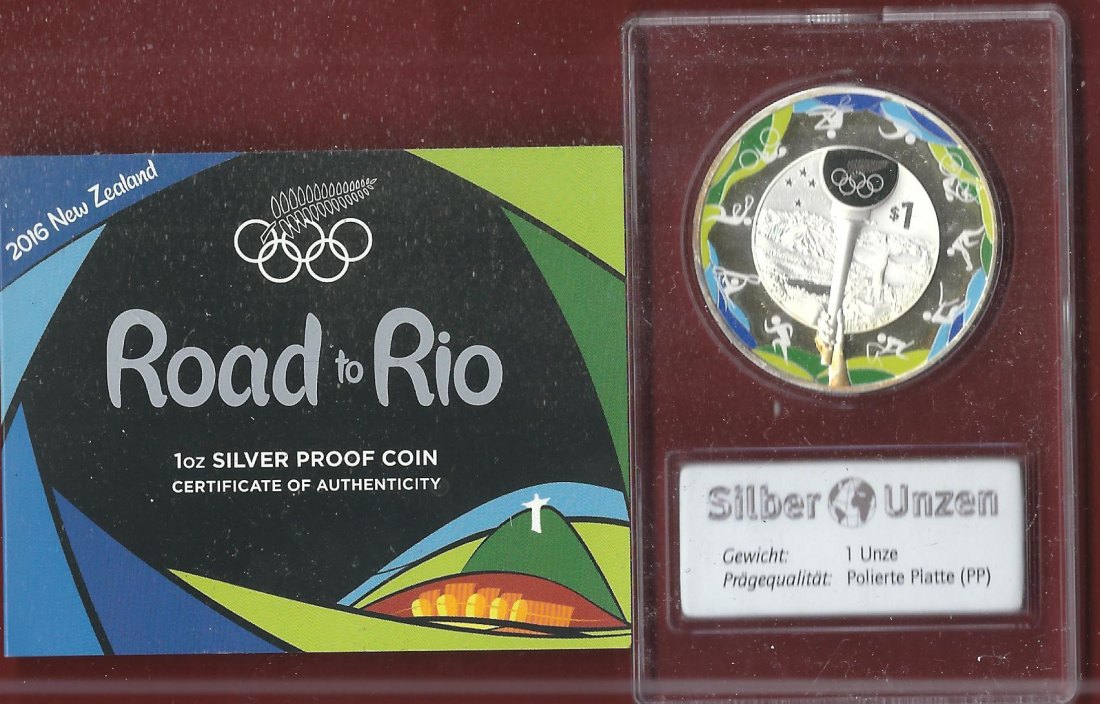 2016 New Zealand
Road to Rio
1oz SILVER PROOF COIN
CERTIFICATE OF AUTHENTICITY
$1
Silber Unzen
Gewicht: 1 Unze
Prägequalität: Polierte Platte (PP)